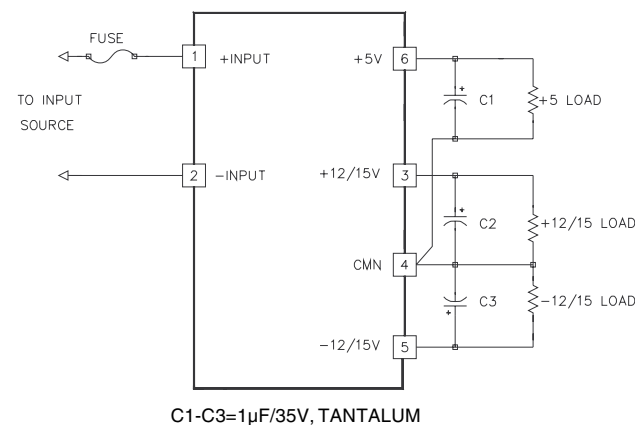 FUSE
1
+INPUT
+5V
6
+
C1
+5 LOAD
TO INPUT
SOURCE
2
-INPUT
+12/15V
3
+
C2
+12/15 LOAD
CMN
4
C3
+
-12/15 LOAD
-12/15V
5
C1-C3=1µF/35V, TANTALUM